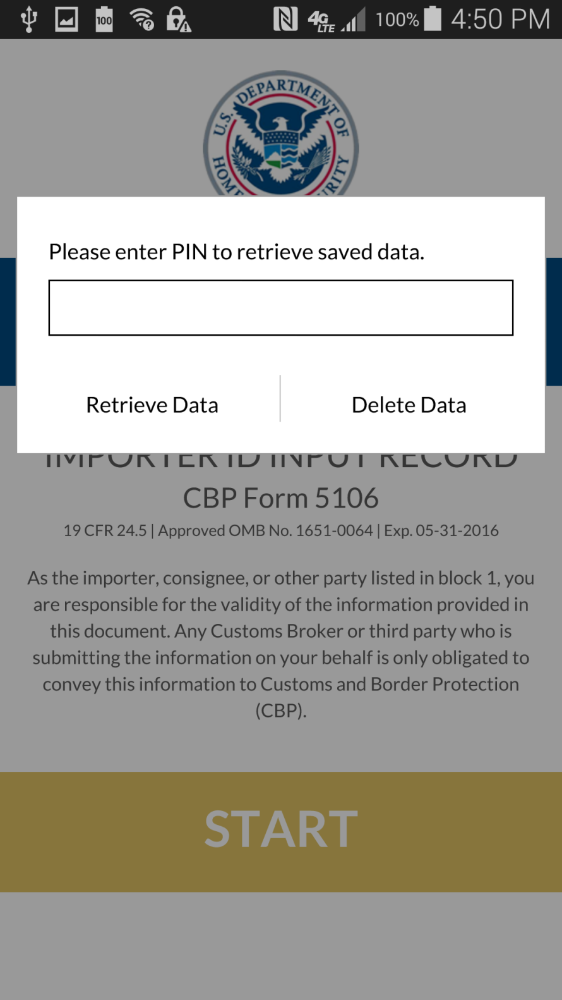 100 4G LTE 100% 4:50 PM
U.S. DEPARTMENT OF
Please enter PIN to retrieve saved data.
Retrieve Data Delete Data
IMPORTER ID INPUT RECORD
CBP Form 5106
19 CFR 24.5 | Approved OMB No. 1651-0064 | Exp. 05-31-2016
As the importer, consignee, or other party listed in block 1, you
are responsible for the validity of the information provided in
this document. Any Customs Broker or third party who is
submitting the information on your behalf is only obligated to
convey this information to Customs and Border Protection
(CBP).
START